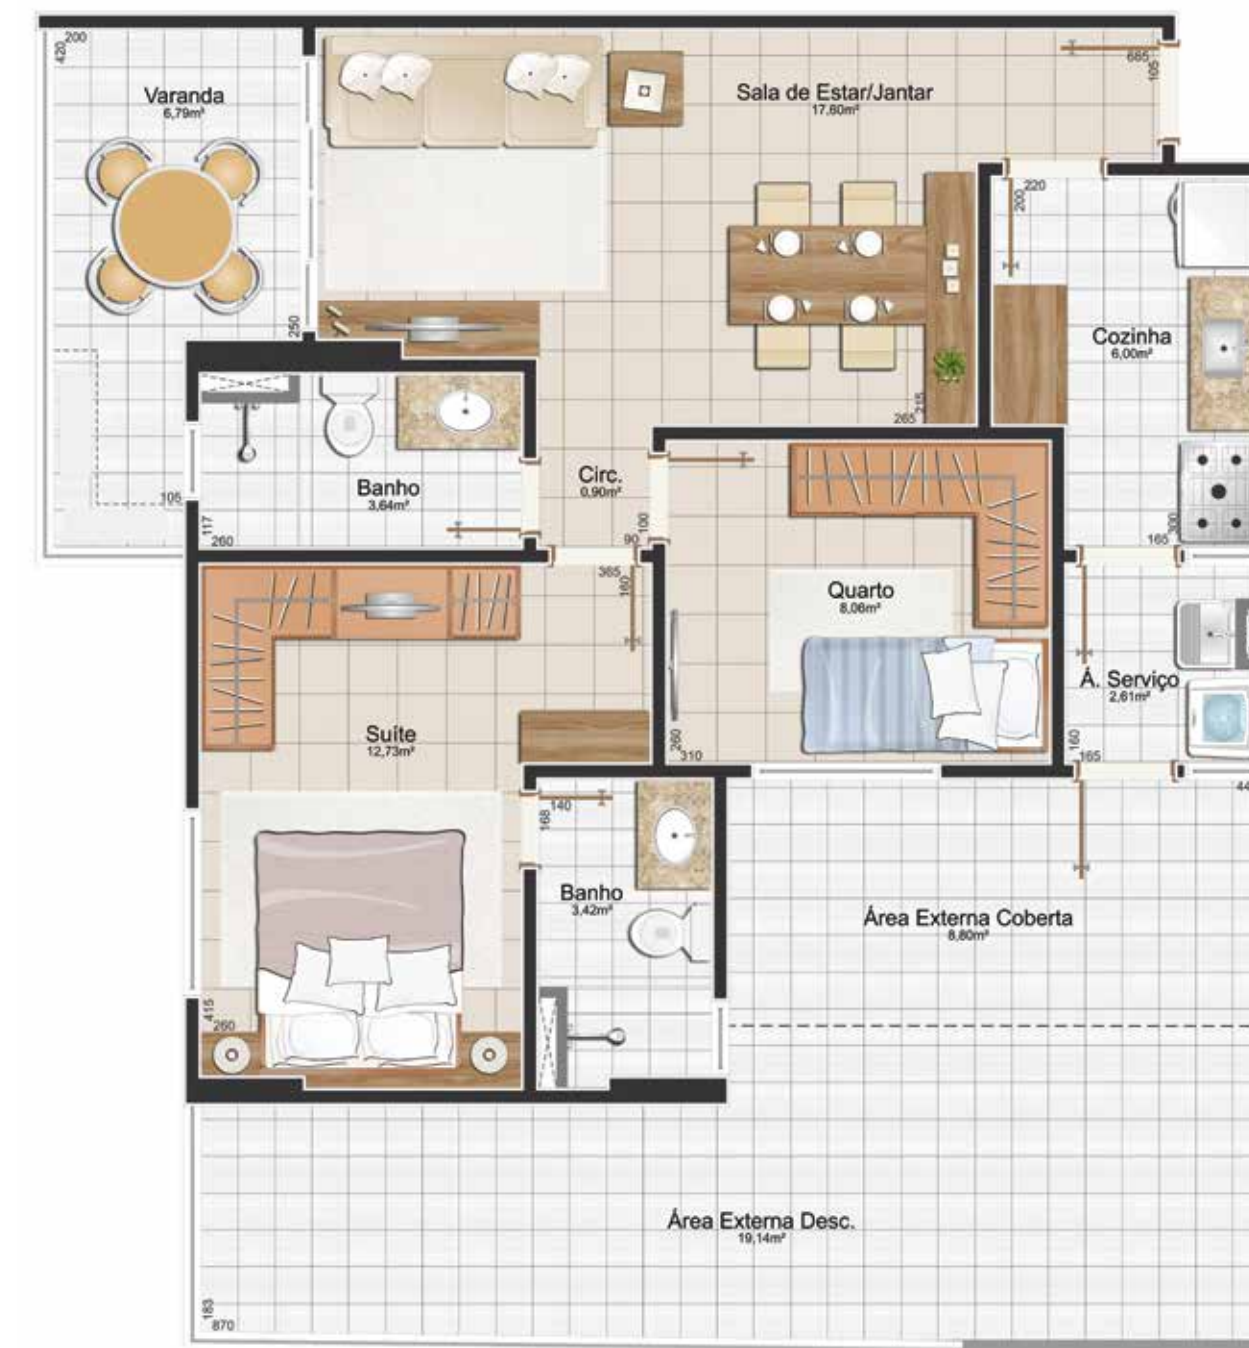 200
420
Varanda
6,79m²
250
105
Sala de Estar/Jantar
17,60m²
665
105
220
200
Cozinha
6,00m²
265
215
165
300
Banho
3,64m²
117
260
Circ.
0,90m²
90
100
365
160
Quarto
8,06m²
260
310
Á. Serviço
2,61m²
160
165
44
Suíte
12,73m²
415
260
140
168
Banho
3,42m²
Área Externa Coberta
8,80m²
Área Externa Desc.
19,14m²
183
870